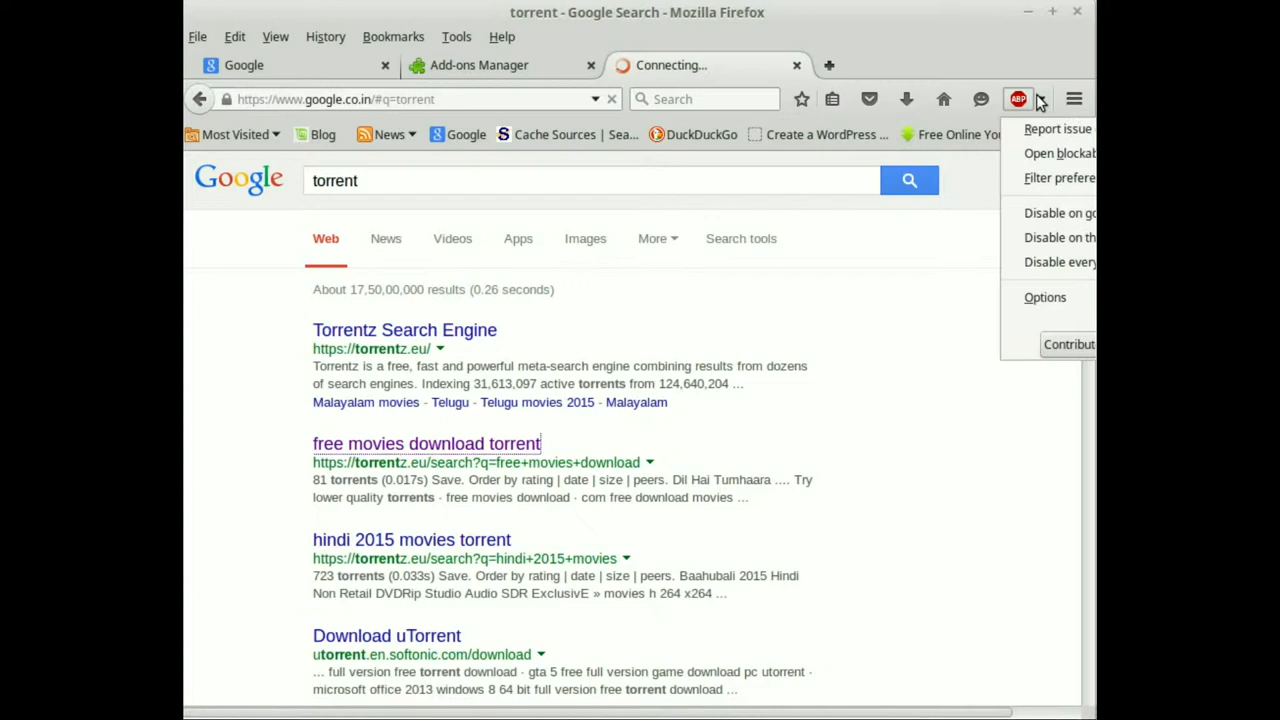 torrent - Google Search - Mozilla Firefox
File Edit View History Bookmarks Tools Help
Google Add-ons Manager Connecting...
https://www.google.co.in/#q=torrent Search ABP
Most Visited Blog News Google Cache Sources | Sea... DuckDuckGo Create a WordPress ... Free Online Yo
Report issue
Open blockab
Filter prefere
Disable on go
Disable on th
Disable every
Options
Contribut
Google torrent
Web News Videos Apps Images More Search tools
About 17,50,00,000 results (0.26 seconds)
Torrentz Search Engine
https://torrentz.eu/
Torrentz is a free, fast and powerful meta-search engine combining results from dozens
of search engines. Indexing 31,613,097 active torrents from 124,640,204 ...
Malayalam movies - Telugu - Telugu movies 2015 - Malayalam
free movies download torrent
https://torrentz.eu/search?q=free+movies+download
81 torrents (0.017s) Save. Order by rating | date | size | peers. Dil Hai Tumhaara .... Try
lower quality torrents · free movies download · com free download movies ...
hindi 2015 movies torrent
https://torrentz.eu/search?q=hindi+2015+movies
723 torrents (0.033s) Save. Order by rating | date | size | peers. Baahubali 2015 Hindi
Non Retail DVDRip Studio Audio SDR ExclusivE » movies h 264 x264 ...
Download uTorrent
utorrent.en.softonic.com/download
... full version free torrent download · gta 5 free full version game download pc utorrent ·
microsoft office 2013 windows 8 64 bit full version free torrent download ...